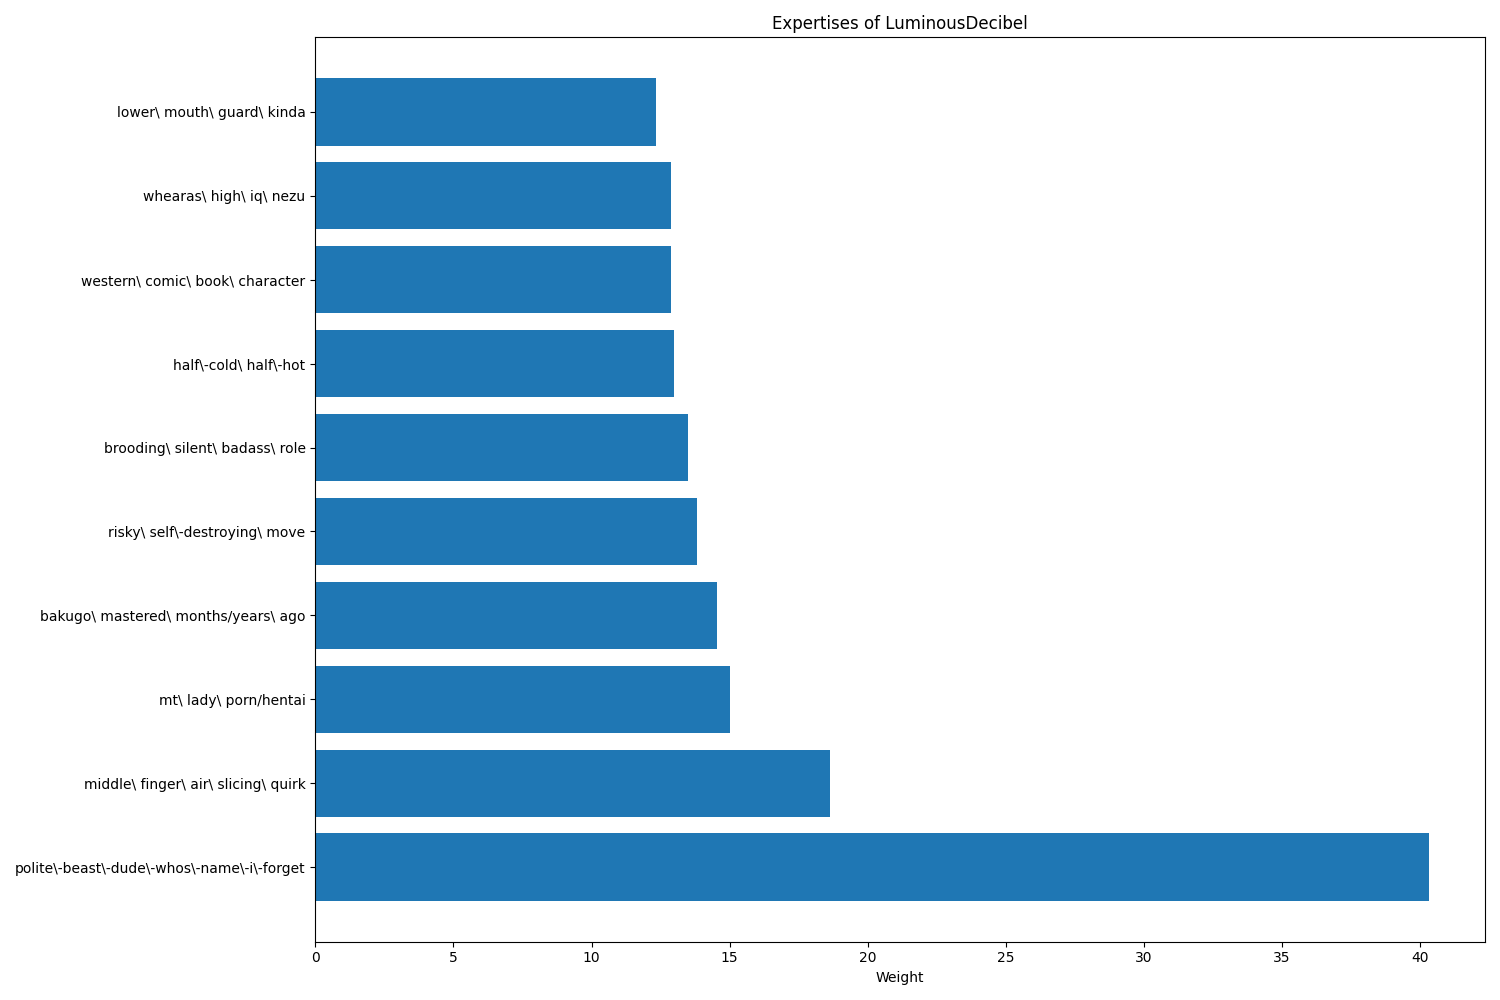 Expertises of LuminousDecibel
lower\ mouth\ guard\ kinda
whearas\ high\ iq\ nezu
western\ comic\ book\ character
half\-cold\ half\-hot
brooding\ silent\ badass\ role
risky\ self\-destroying\ move
bakugo\ mastered\ months/years\ ago
mt\ lady\ porn/hentai
middle\ finger\ air\ slicing\ quirk
polite\-beast\-dude\-whos\-name\-i\-forget
0 5 10 15 20 25 30 35 40
Weight